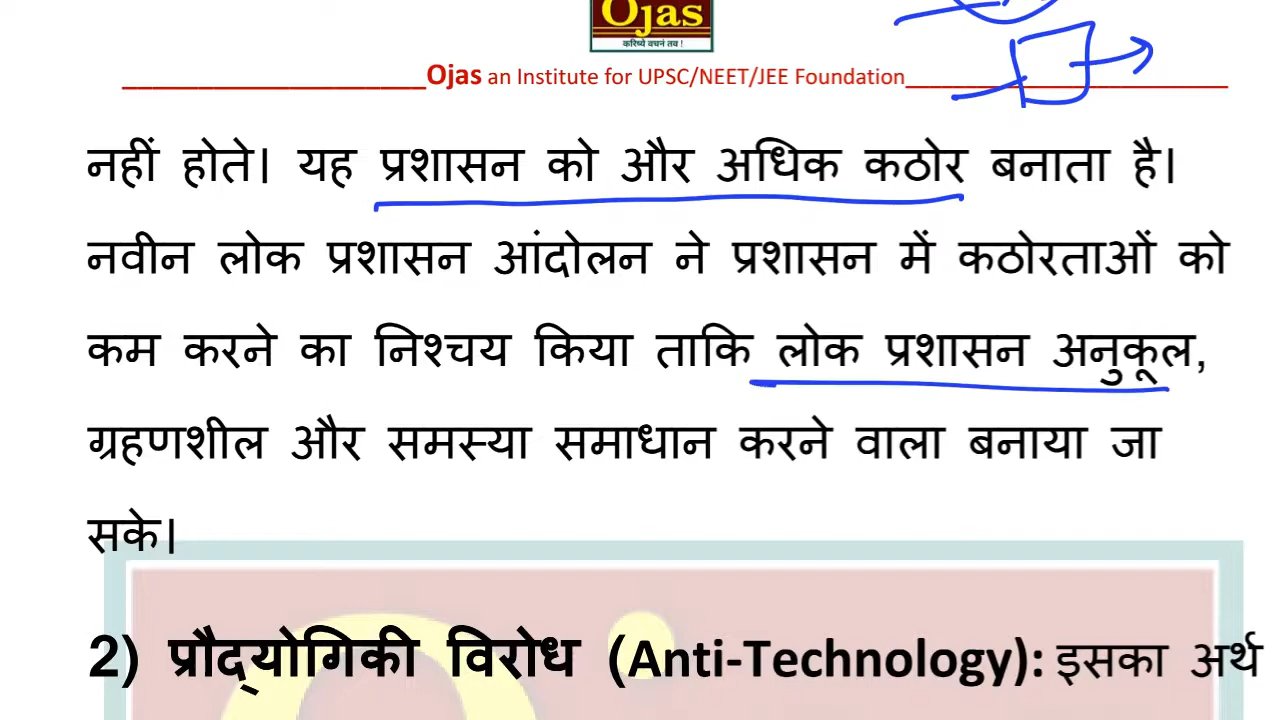 Ojas
करिष्ये वचनं तव !
Ojas an Institute for UPSC/NEET/JEE Foundation
नहीं होते। यह प्रशासन को और अधिक कठोर बनाता है।
नवीन लोक प्रशासन आंदोलन ने प्रशासन में कठोरताओं को
कम करने का निश्चय किया ताकि लोक प्रशासन अनुकूल,
ग्रहणशील और समस्या समाधान करने वाला बनाया जा
सके।
2) प्रौद्योगिकी विरोध (Anti-Technology): इसका अर्थ